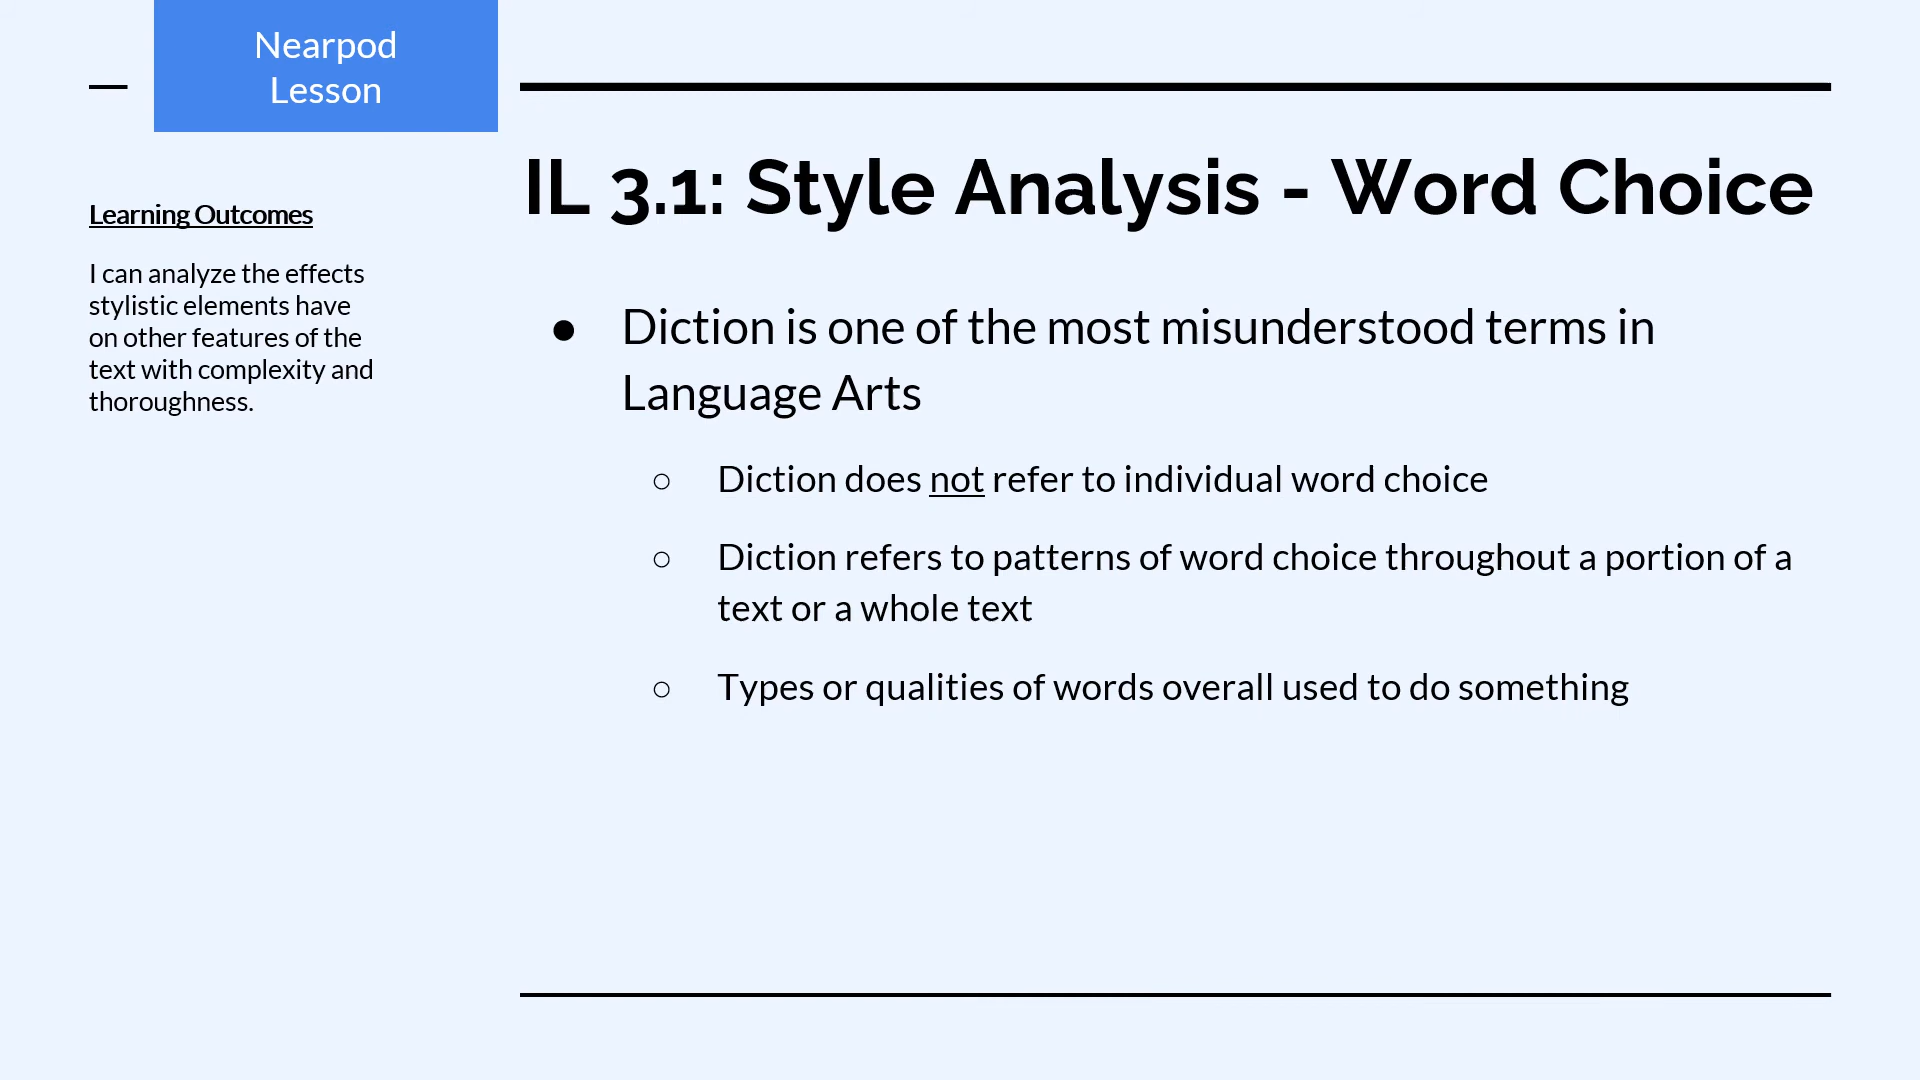 Nearpod
Lesson
Learning Outcomes
I can analyze the effects
stylistic elements have
on other features of the
text with complexity and
thoroughness.
IL 3.1: Style Analysis - Word Choice
● Diction is one of the most misunderstood terms in
Language Arts
○ Diction does not refer to individual word choice
○ Diction refers to patterns of word choice throughout a portion of a
text or a whole text
○ Types or qualities of words overall used to do something